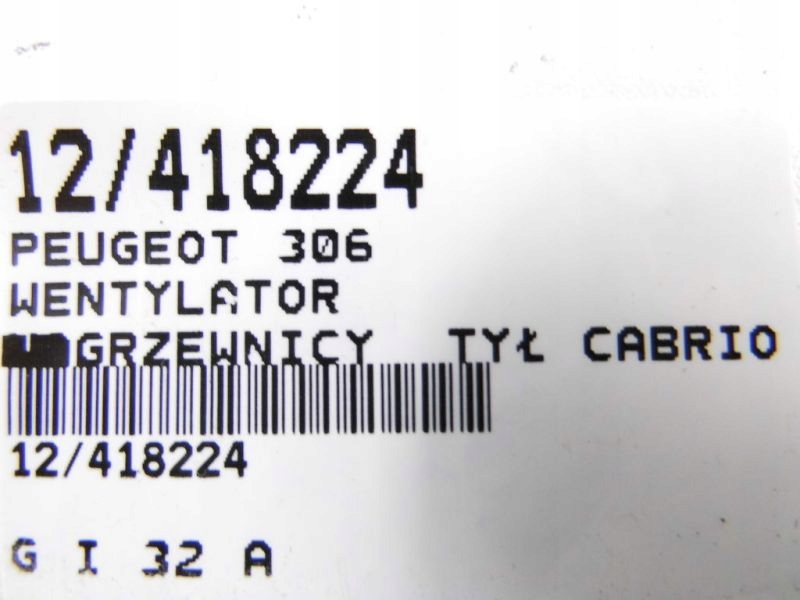 12/418224
PEUGEOT 306
WENTYLATOR
GRZEWNICY TYŁ CABRIO
12/418224
G I 32 A